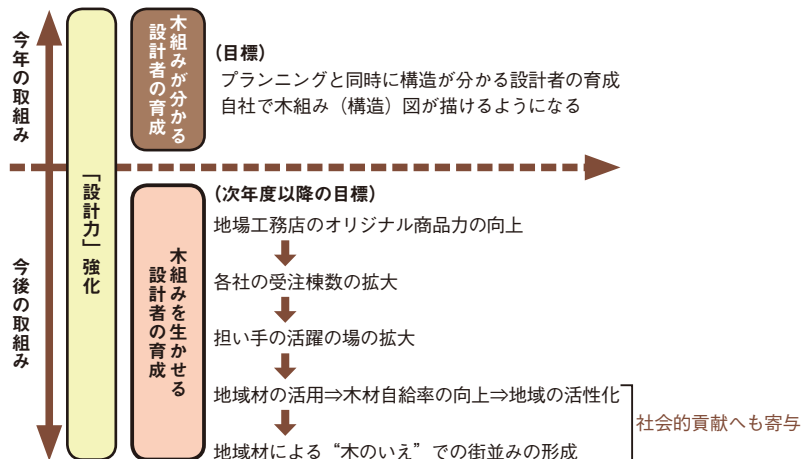 今年の取組み
今後の取組み
「設計力」強化
木組みが分かる
設計者の育成
（目標）
プランニングと同時に構造が分かる設計者の育成
自社で木組み（構造）図が描けるようになる
木組みを生かせる
設計者の育成
（次年度以降の目標）
地場工務店のオリジナル商品力の向上
各社の受注棟数の拡大
担い手の活躍の場の拡大
地域材の活用⇒木材自給率の向上⇒地域の活性化
地域材による“木のいえ”での街並みの形成
社会的貢献へも寄与